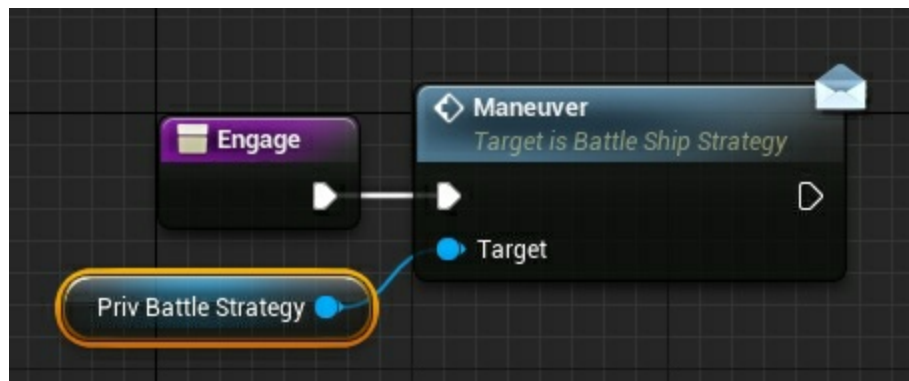 Maneuver
Target is Battle Ship Strategy
Engage
Target
Priv Battle Strategy